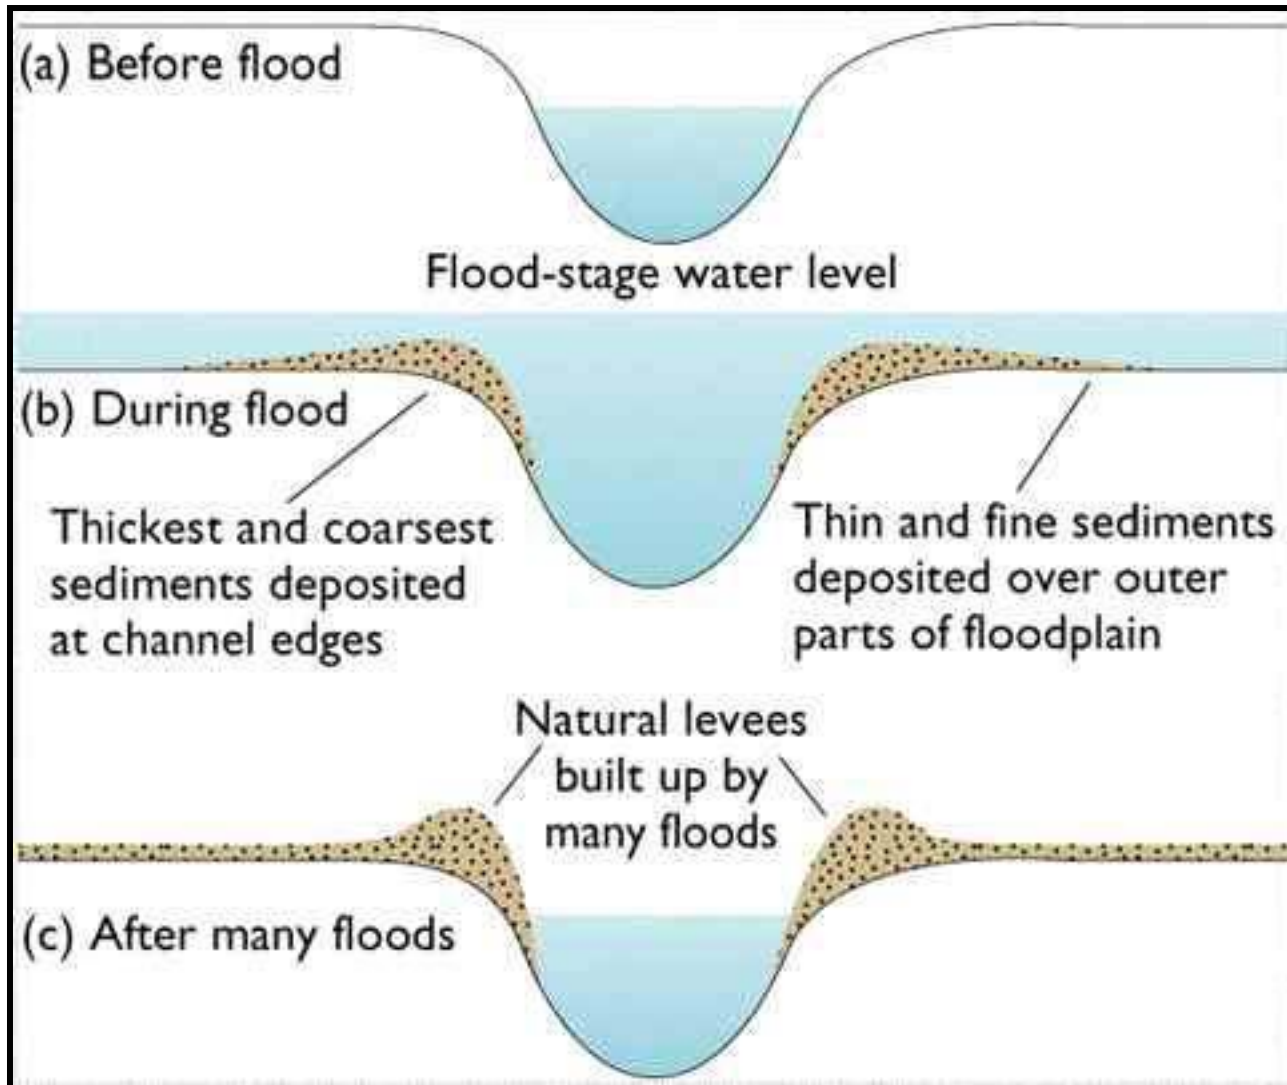 (a) Before flood
Flood-stage water level
(b) During flood
Thickest and coarsest
sediments deposited
at channel edges
Thin and fine sediments
deposited over outer
parts of floodplain
Natural levees
built up by
many floods
(c) After many floods